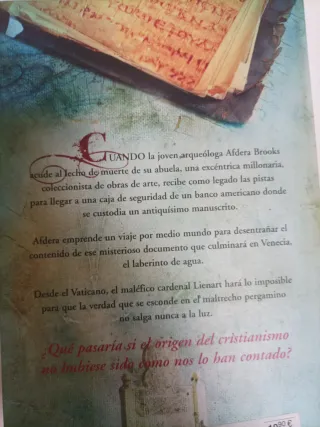 CUANDO la joven arqueóloga Afdera Brooks
acude al lecho de muerte de su abuela, una excéntrica millonaria,
coleccionista de obras de arte, recibe como legado las pistas
para llegar a una caja de seguridad de un banco americano donde
se custodia un antiquísimo manuscrito.
Afdera emprende un viaje por medio mundo para desentrañar el
contenido de ese misterioso documento que culminará en Venecia,
el laberinto de agua.
Desde el Vaticano, el maléfico cardenal Lienart hará lo imposible
para que la verdad que se esconde en el maltrecho pergamino
no salga nunca a la luz.
¿Qué pasaría si el origen del cristianismo
no hubiese sido como nos lo han contado?